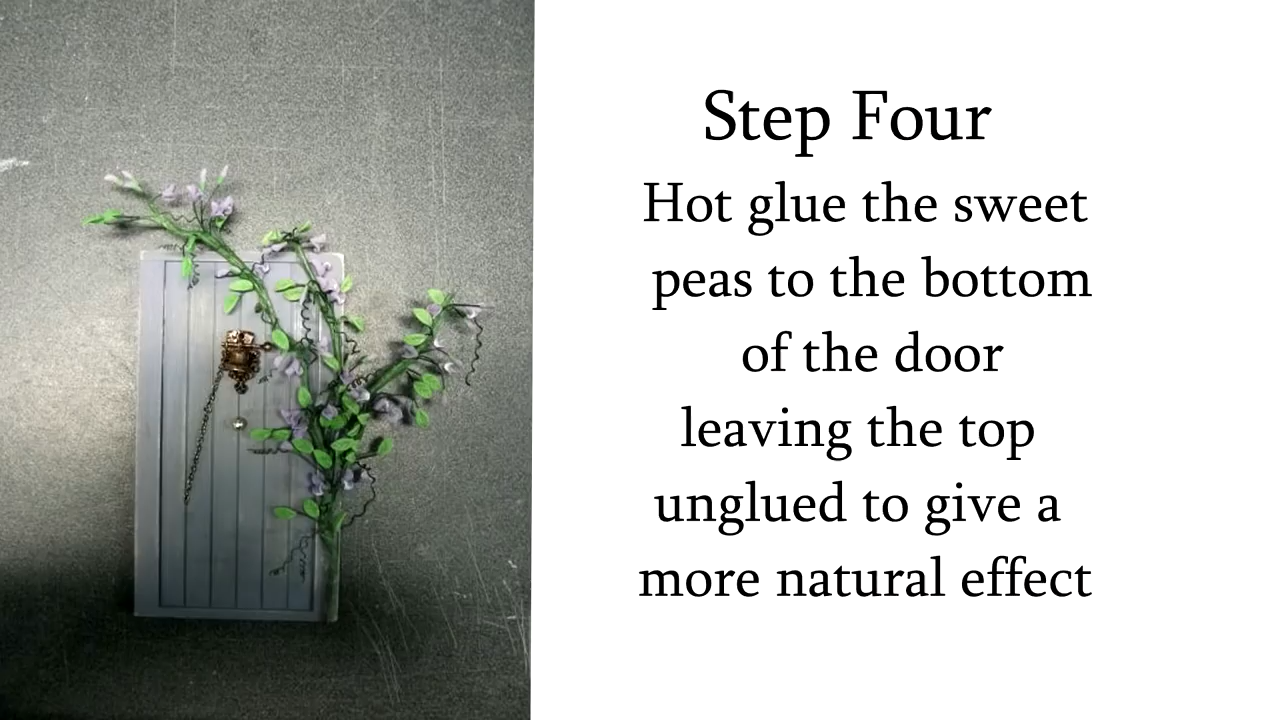 Step Four
Hot glue the sweet
peas to the bottom
of the door
leaving the top
unglued to give a
more natural effect